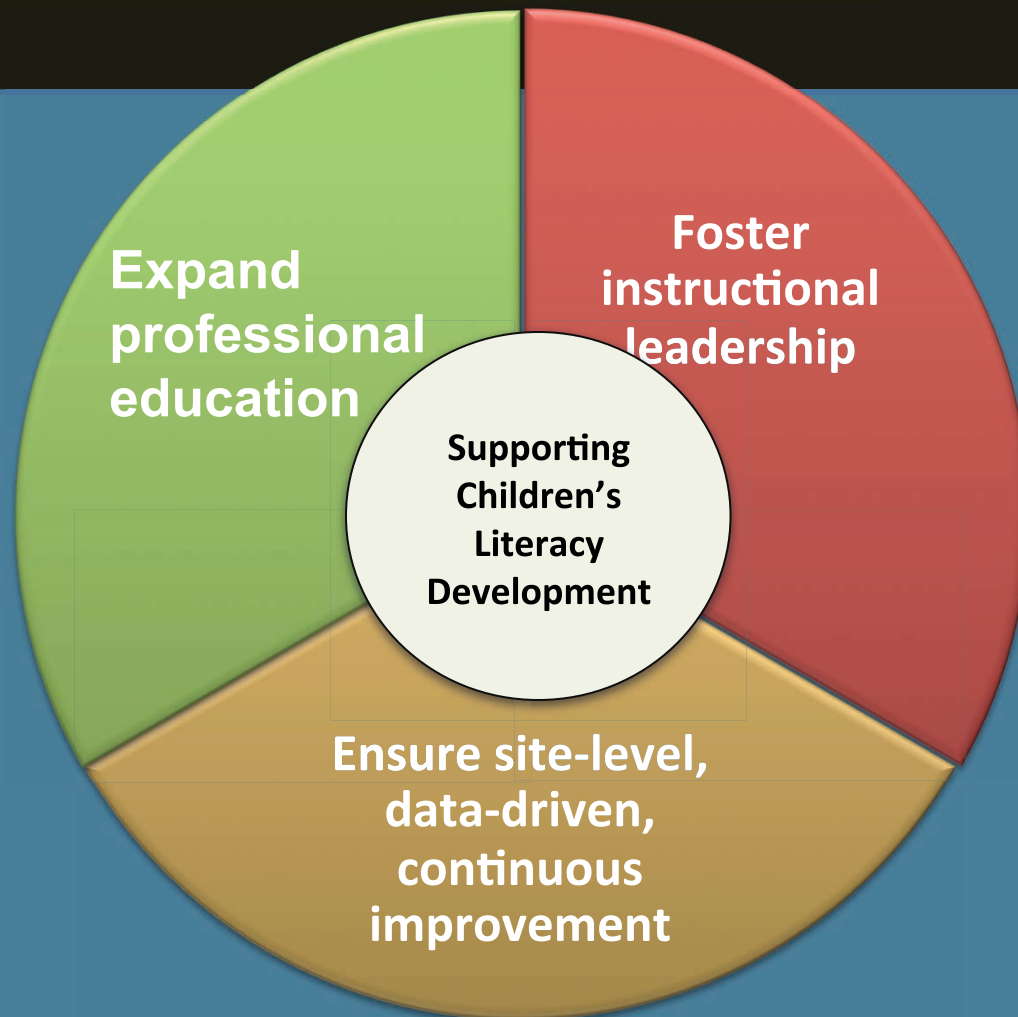 Expand
professional
education
Foster
instructional
leadership
Supporting
Children’s
Literacy
Development
Ensure site-level,
data-driven,
continuous
improvement